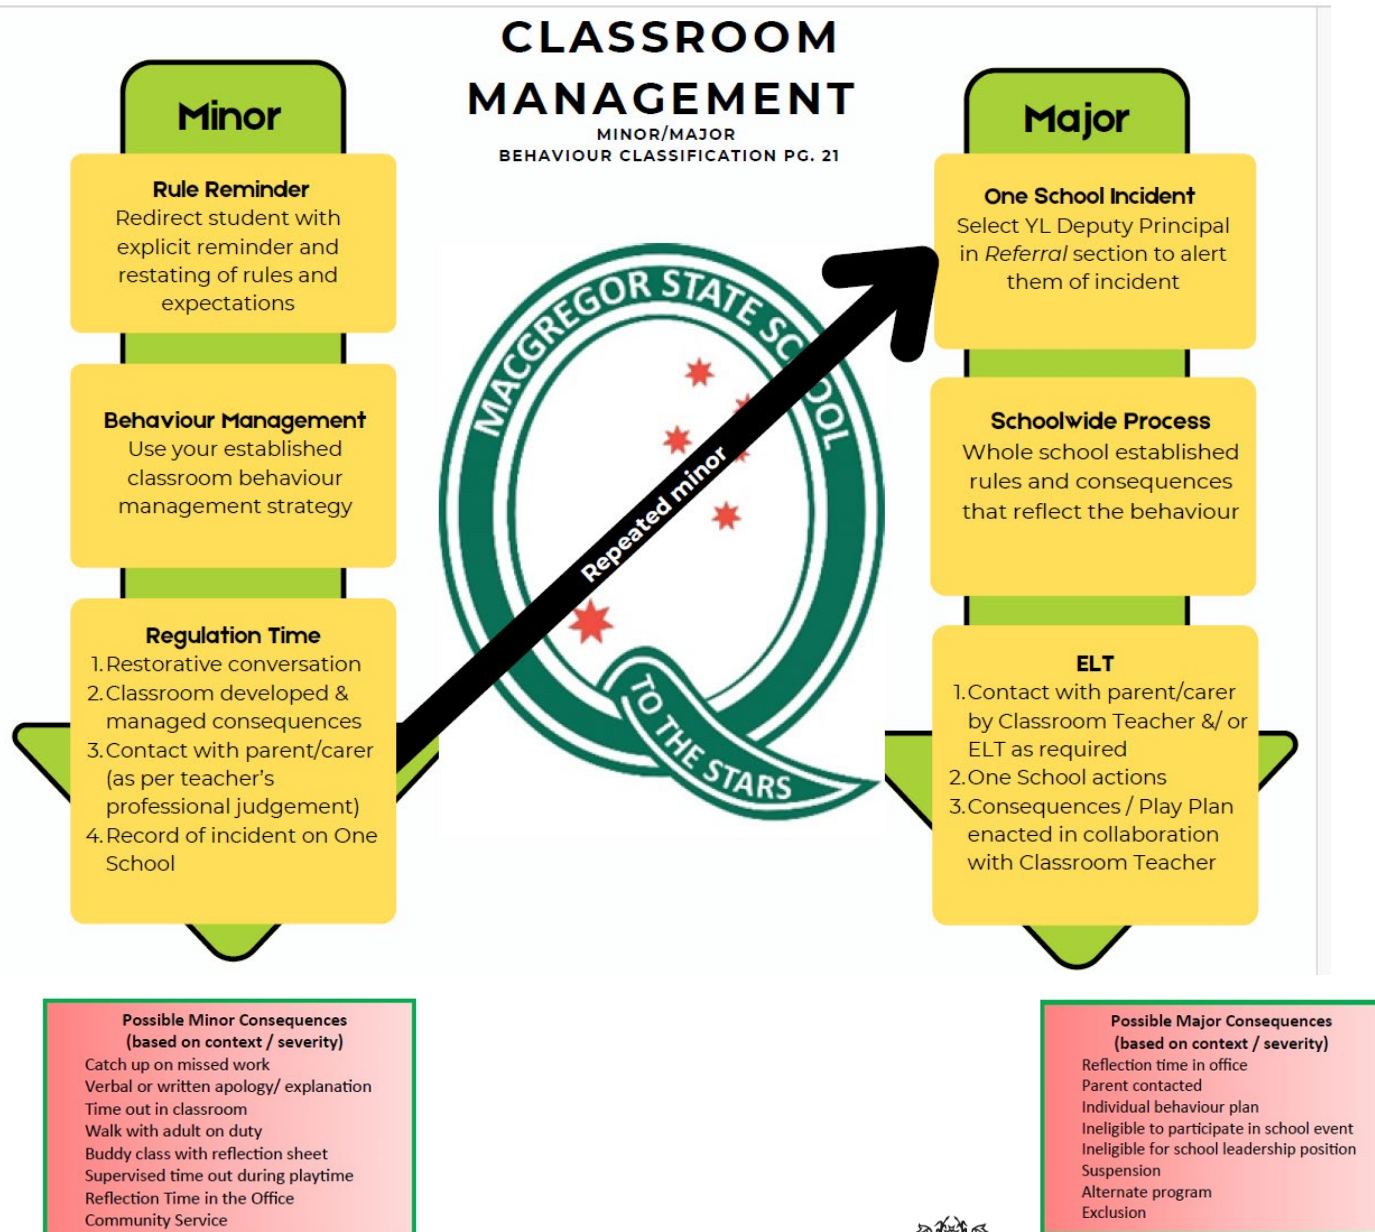 CLASSROOM
MANAGEMENT
MINOR/MAJOR
BEHAVIOUR CLASSIFICATION PG. 21
Minor
Rule Reminder
Redirect student with
explicit reminder and
restating of rules and
expectations
Behaviour Management
Use your established
classroom behaviour
management strategy
Regulation Time
1. Restorative conversation
2. Classroom developed &
managed consequences
3. Contact with parent/carer
(as per teacher's
professional judgement)
4. Record of incident on One
School
MACGREGOR STATE SCHOOL
Repeated minor
TO THE STARS
Major
One School Incident
Select YL Deputy Principal
in Referral section to alert
them of incident
Schoolwide Process
Whole school established
rules and consequences
that reflect the behaviour
ELT
1. Contact with parent/carer
by Classroom Teacher &/ or
ELT as required
2. One School actions
3. Consequences / Play Plan
enacted in collaboration
with Classroom Teacher
Possible Minor Consequences
(based on context / severity)
Catch up on missed work
Verbal or written apology/ explanation
Time out in classroom
Walk with adult on duty
Buddy class with reflection sheet
Supervised time out during playtime
Reflection Time in the Office
Community Service
Possible Major Consequences
(based on context / severity)
Reflection time in office
Parent contacted
Individual behaviour plan
Ineligible to participate in school event
Ineligible for school leadership position
Suspension
Alternate program
Exclusion